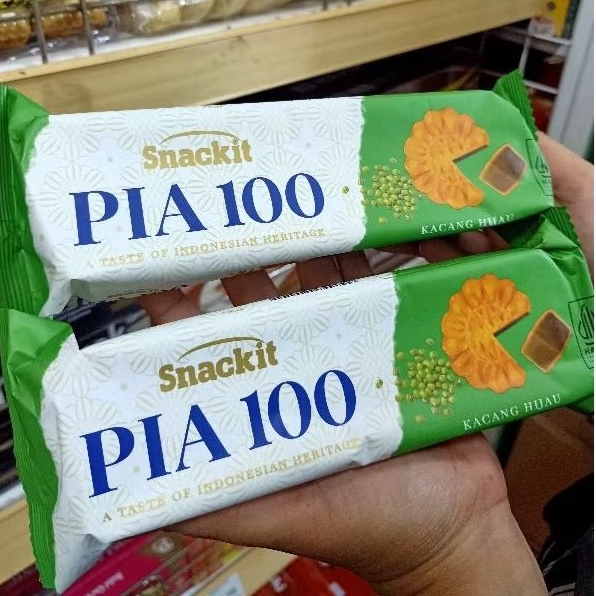 Snackit
PIA 100
A TASTE OF INDONESIAN HERITAGE
KACANG HIJAU
Snackit
PIA 100
A TASTE OF INDONESIAN HERITAGE
KACANG HIJAU